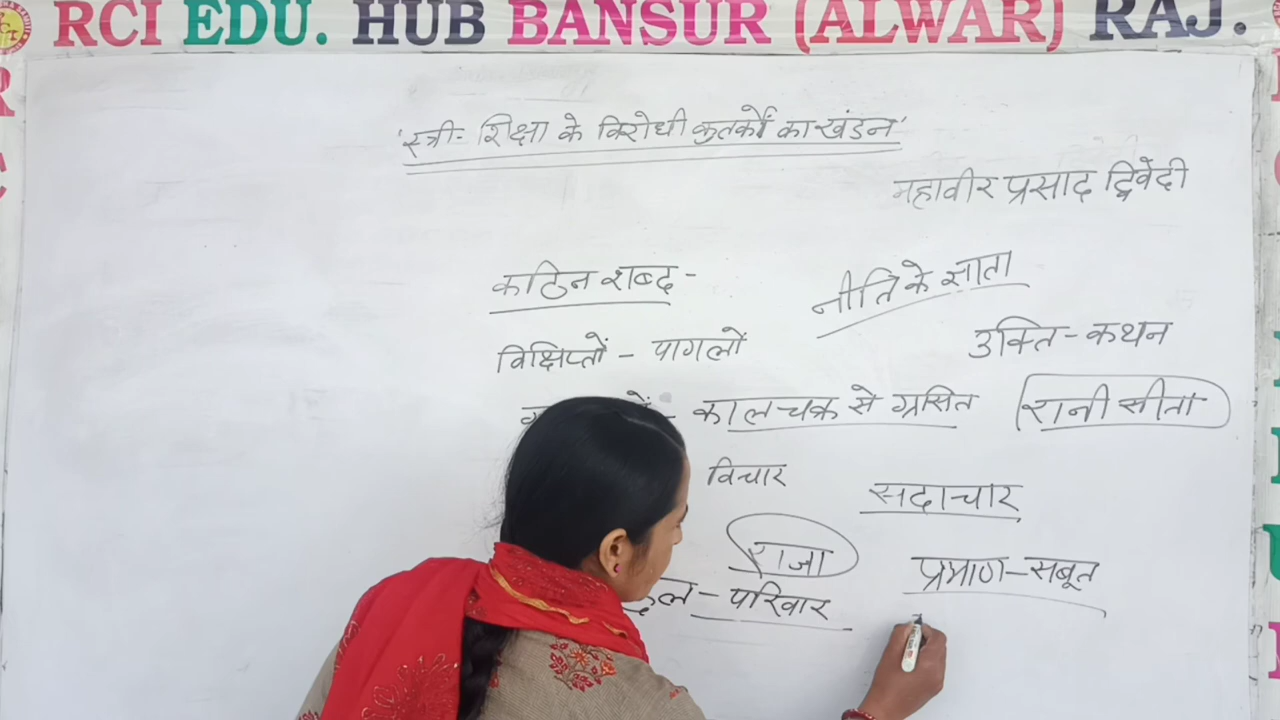 RCI EDU. HUB BANSUR (ALWAR) RAJ.
'स्त्री- शिक्षा के विरोधी कुतर्कों का खंडन'
महावीर प्रसाद द्विवेदी
कठिन शब्द -
नीति के ज्ञाता
विक्षिप्तों - पागलों
उक्ति - कथन
- कालचक्र से ग्रसित
रानी सीता
विचार
सदाचार
राजा
प्रमाण - सबूत
कुल - परिवार